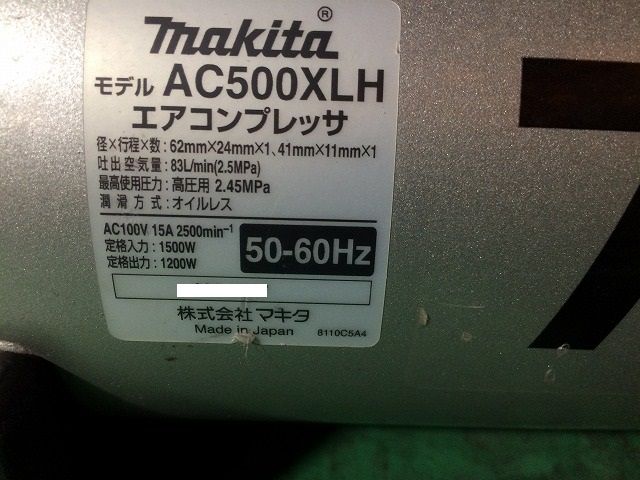 makita®
モデル AC500XLH
エアコンプレッサ
径×行程×数：62mm×24mm×1、41mm×11mm×1
吐出空気量：83L/min(2.5MPa)
最高使用圧力：高圧用 2.45MPa
潤滑方式：オイルレス
AC100V 15A 2500min⁻¹
定格入力：1500W
定格出力：1200W
50-60Hz
株式会社マキタ
Made in Japan
8110C5A4
7